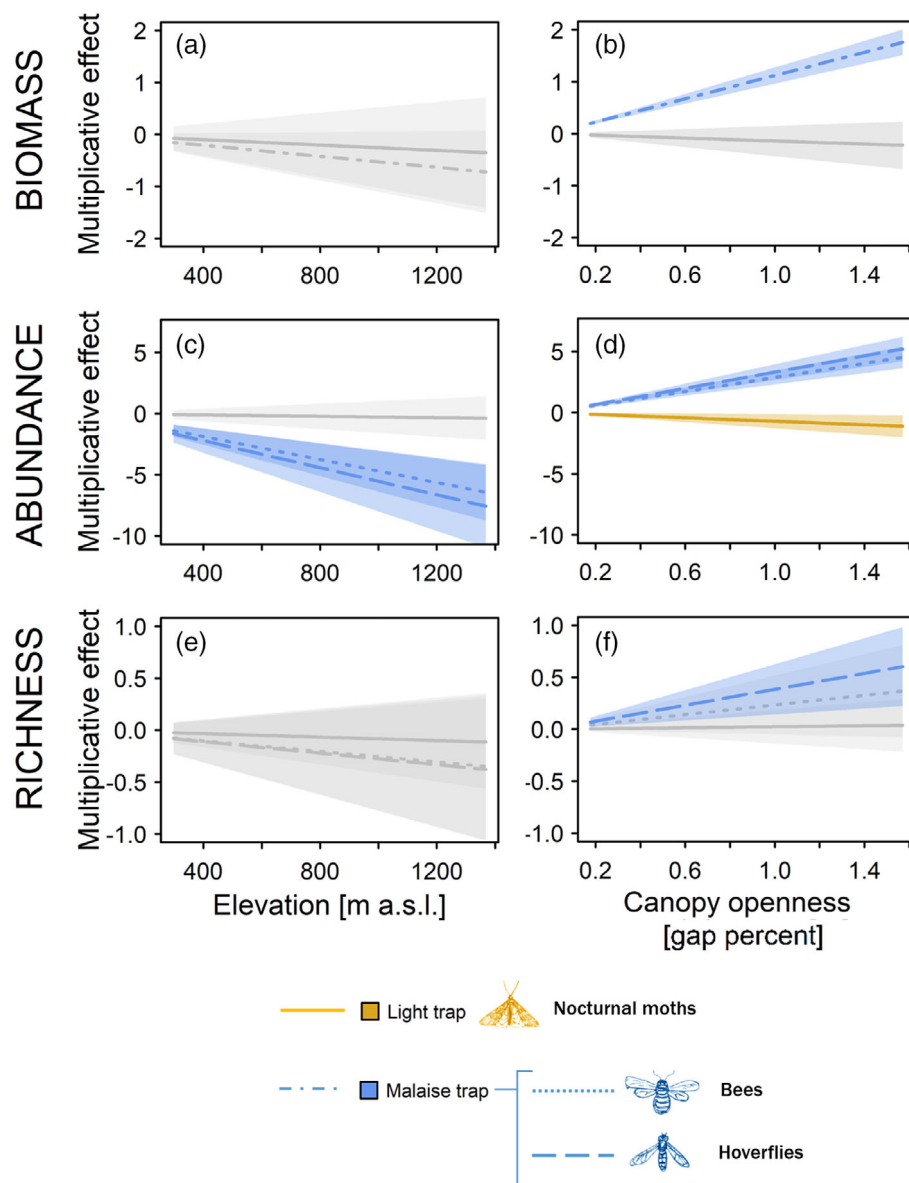 BIOMASS
Multiplicative effect
(a)
2
1
0
-1
-2
400 800 1200
(b)
2
1
0
-1
-2
0.2 0.6 1.0 1.4
ABUNDANCE
Multiplicative effect
(c)
5
0
-5
-10
400 800 1200
(d)
5
0
-5
-10
0.2 0.6 1.0 1.4
RICHNESS
Multiplicative effect
(e)
1.0
0.5
0.0
-0.5
-1.0
400 800 1200
Elevation [m a.s.l.]
(f)
1.0
0.5
0.0
-0.5
-1.0
0.2 0.6 1.0 1.4
Canopy openness
[gap percent]
Light trap Nocturnal moths
Malaise trap Bees
Hoverflies